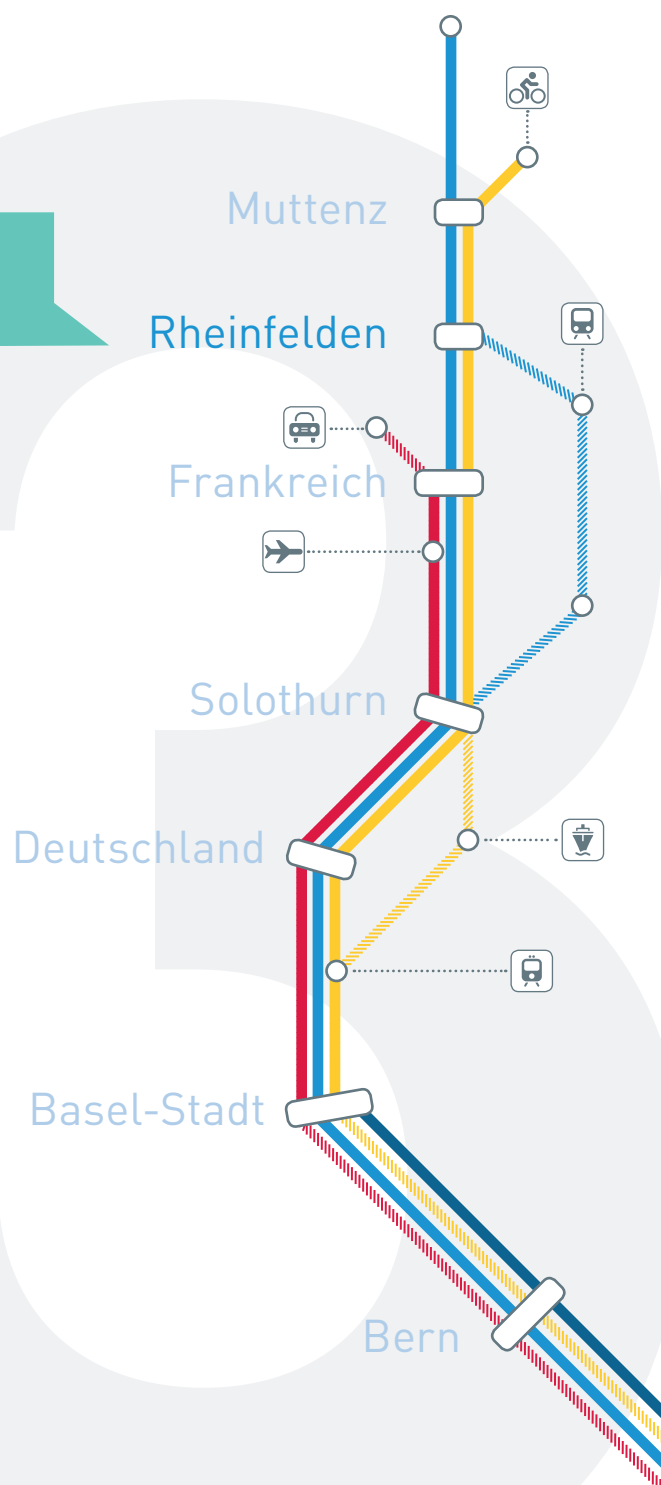 Muttenz
Rheinfelden
Frankreich
Solothurn
Deutschland
Basel-Stadt
Bern